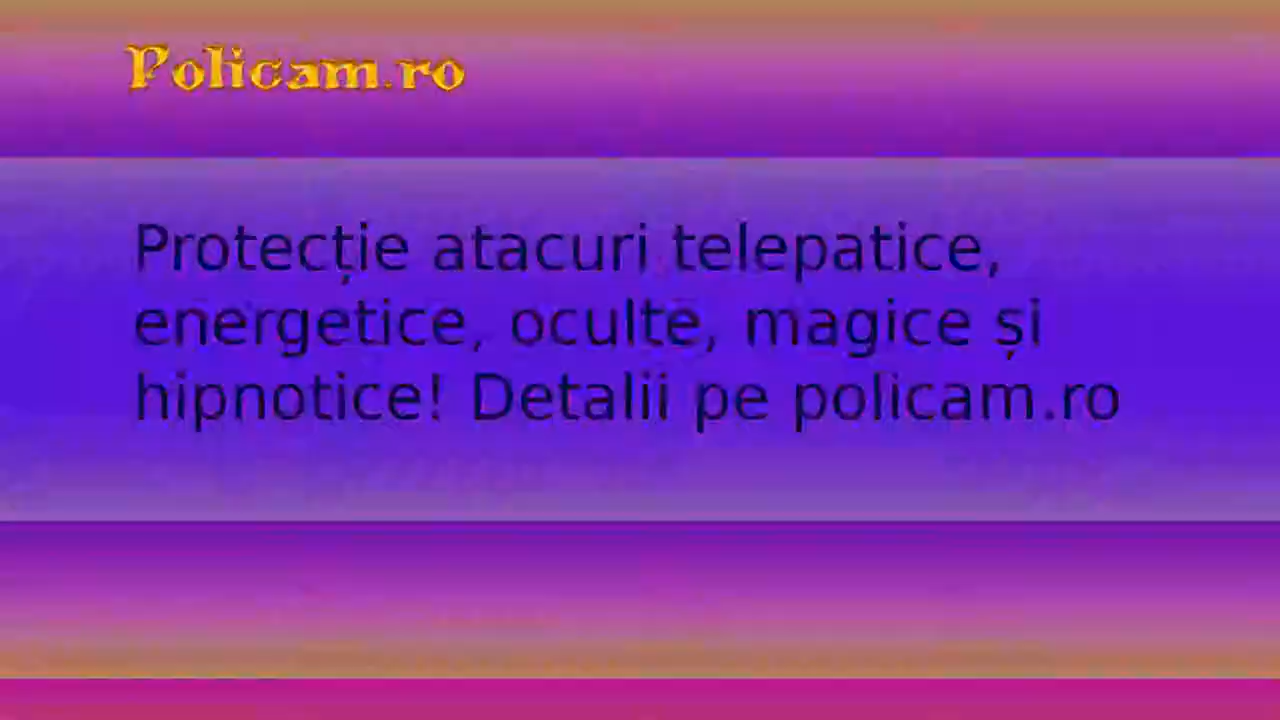 Policam.ro
Protecție atacuri telepatice,
energetice, oculte, magice și
hipnotice! Detalii pe policam.ro